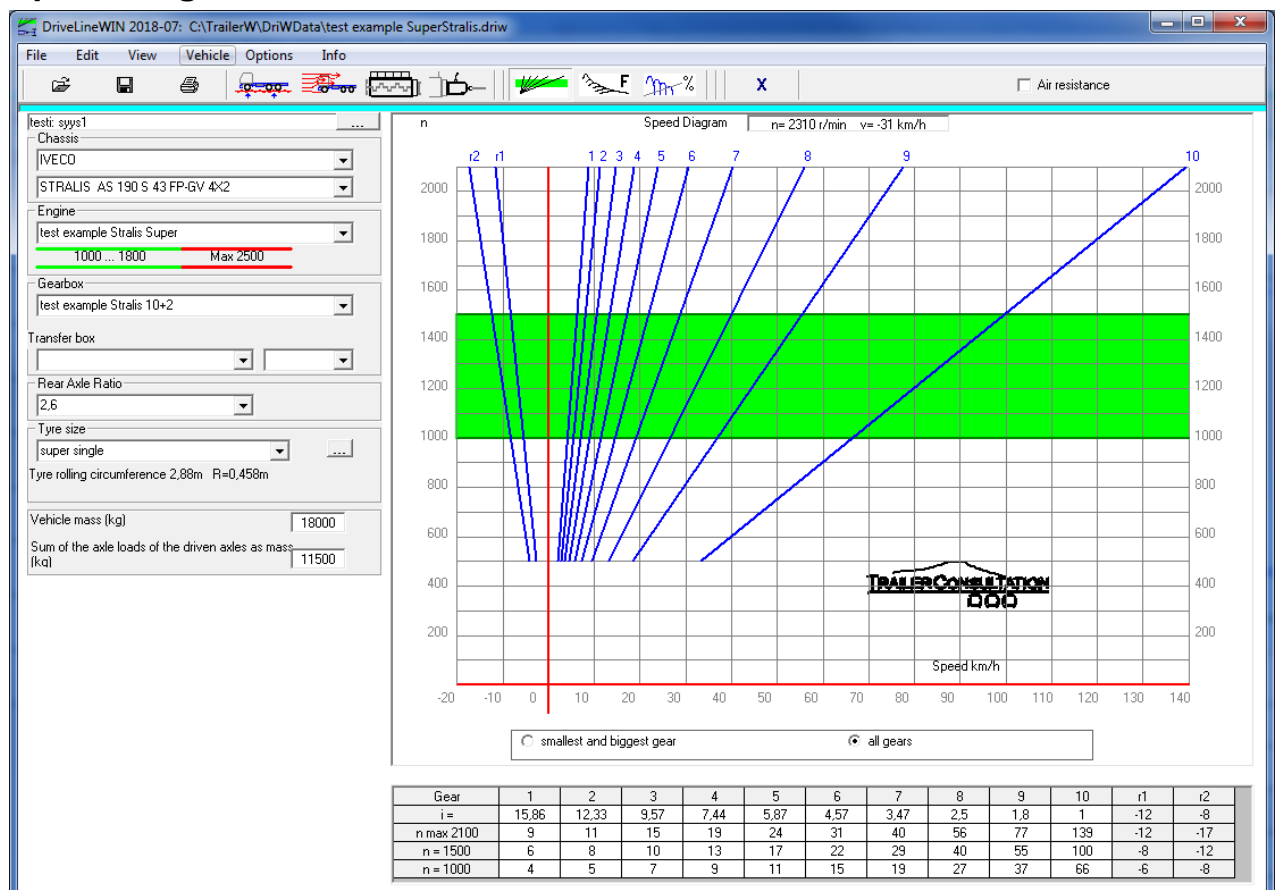 DriveLineWIN 2018-07: C:\TrailerW\DriWData\test example SuperStralis.driw
File Edit View Vehicle Options Info
F % X Air resistance
testi: syys1 ...
Chassis
IVECO
STRALIS AS 190 S 43 FP-GV 4X2
Engine
test example Stralis Super
1000 ... 1800 Max 2500
Gearbox
test example Stralis 10+2
Transfer box
Rear Axle Ratio
2,6
Tyre size
super single ...
Tyre rolling circumference 2,88m R=0,458m
Vehicle mass (kg) 18000
Sum of the axle loads of the driven axles as mass
(kg) 11500
n Speed Diagram n= 2310 r/min v= -31 km/h
r2 r1 1 2 3 4 5 6 7 8 9 10
2000 2000
1800 1800
1600 1600
1400 1400
1200 1200
1000 1000
800 800
600 600
400 400
TRAILERCONSULTATION
200 200
Speed km/h
-20 -10 0 10 20 30 40 50 60 70 80 90 100 110 120 130 140
smallest and biggest gear all gears
Gear 1 2 3 4 5 6 7 8 9 10 r1 r2
i = 15,86 12,33 9,57 7,44 5,87 4,57 3,47 2,5 1,8 1 -12 -8
n max 2100 9 11 15 19 24 31 40 56 77 139 -12 -17
n = 1500 6 8 10 13 17 22 29 40 55 100 -8 -12
n = 1000 4 5 7 9 11 15 19 27 37 66 -6 -8